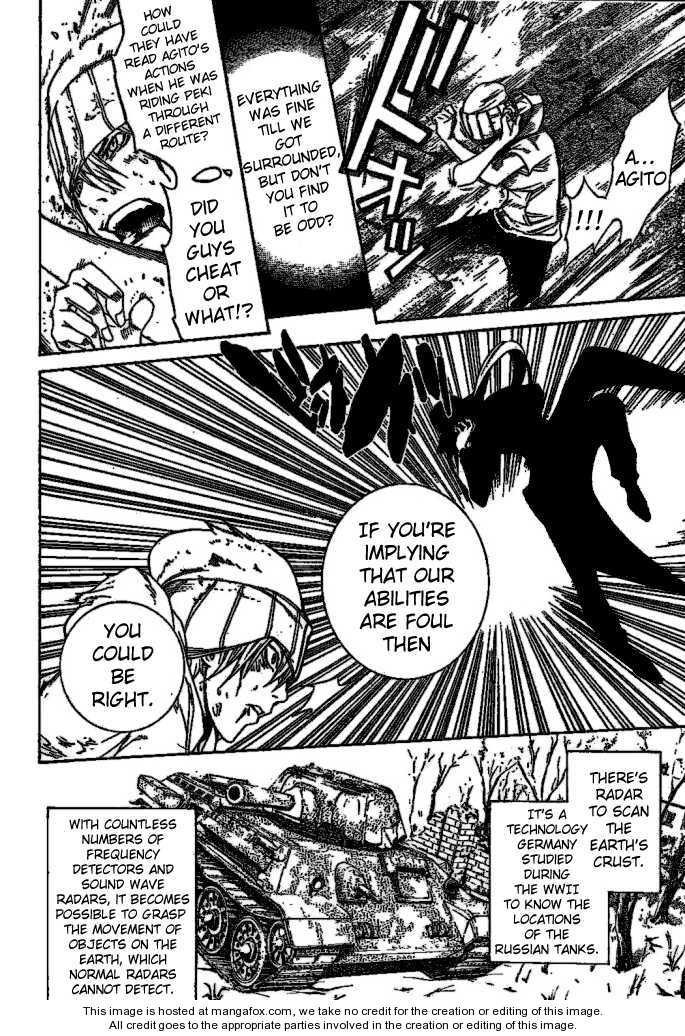 A...
AGITO
!!!
EVERYTHING
WAS FINE
TILL WE
GOT
SURROUNDED,
BUT DON'T
YOU FIND
IT TO
BE ODD?
HOW
COULD
THEY HAVE
READ AGITO'S
ACTIONS
WHEN HE WAS
RIDING PEKI
THROUGH
A DIFFERENT
ROUTE?
DID
YOU
GUYS
CHEAT
OR
WHAT!?
IF YOU'RE
IMPLYING
THAT OUR
ABILITIES
ARE FOUL
THEN
YOU
COULD
BE
RIGHT.
THERE'S
RADAR
TO SCAN
THE
EARTH'S
CRUST.
IT'S A
TECHNOLOGY
GERMANY
STUDIED
DURING
THE WWII
TO KNOW THE
LOCATIONS
OF THE
RUSSIAN TANKS.
WITH COUNTLESS
NUMBERS OF
FREQUENCY
DETECTORS AND
SOUND WAVE
RADARS, IT BECOMES
POSSIBLE TO GRASP
THE MOVEMENT OF
OBJECTS ON THE
EARTH, WHICH
NORMAL RADARS
CANNOT DETECT.
This image is hosted at mangafox.com, we take no credit for the creation or editing of this image.
All credit goes to the appropriate parties involved in the creation or editing of this image.